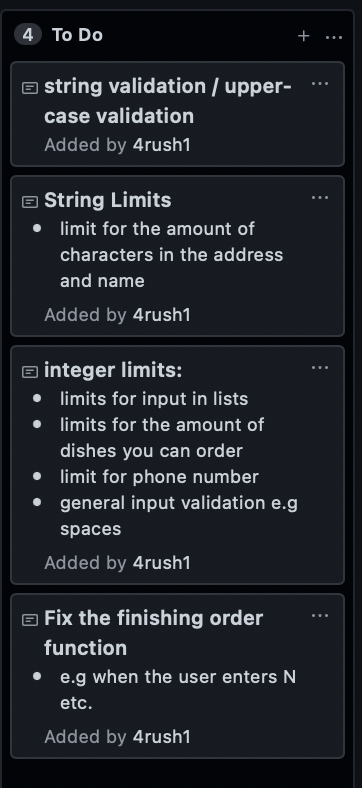 4 To Do + ...
string validation / upper-
case validation
Added by 4rush1
String Limits
limit for the amount of
characters in the address
and name
Added by 4rush1
integer limits:
limits for input in lists
limits for the amount of
dishes you can order
limit for phone number
general input validation e.g
spaces
Added by 4rush1
Fix the finishing order
function
e.g when the user enters N
etc.
Added by 4rush1